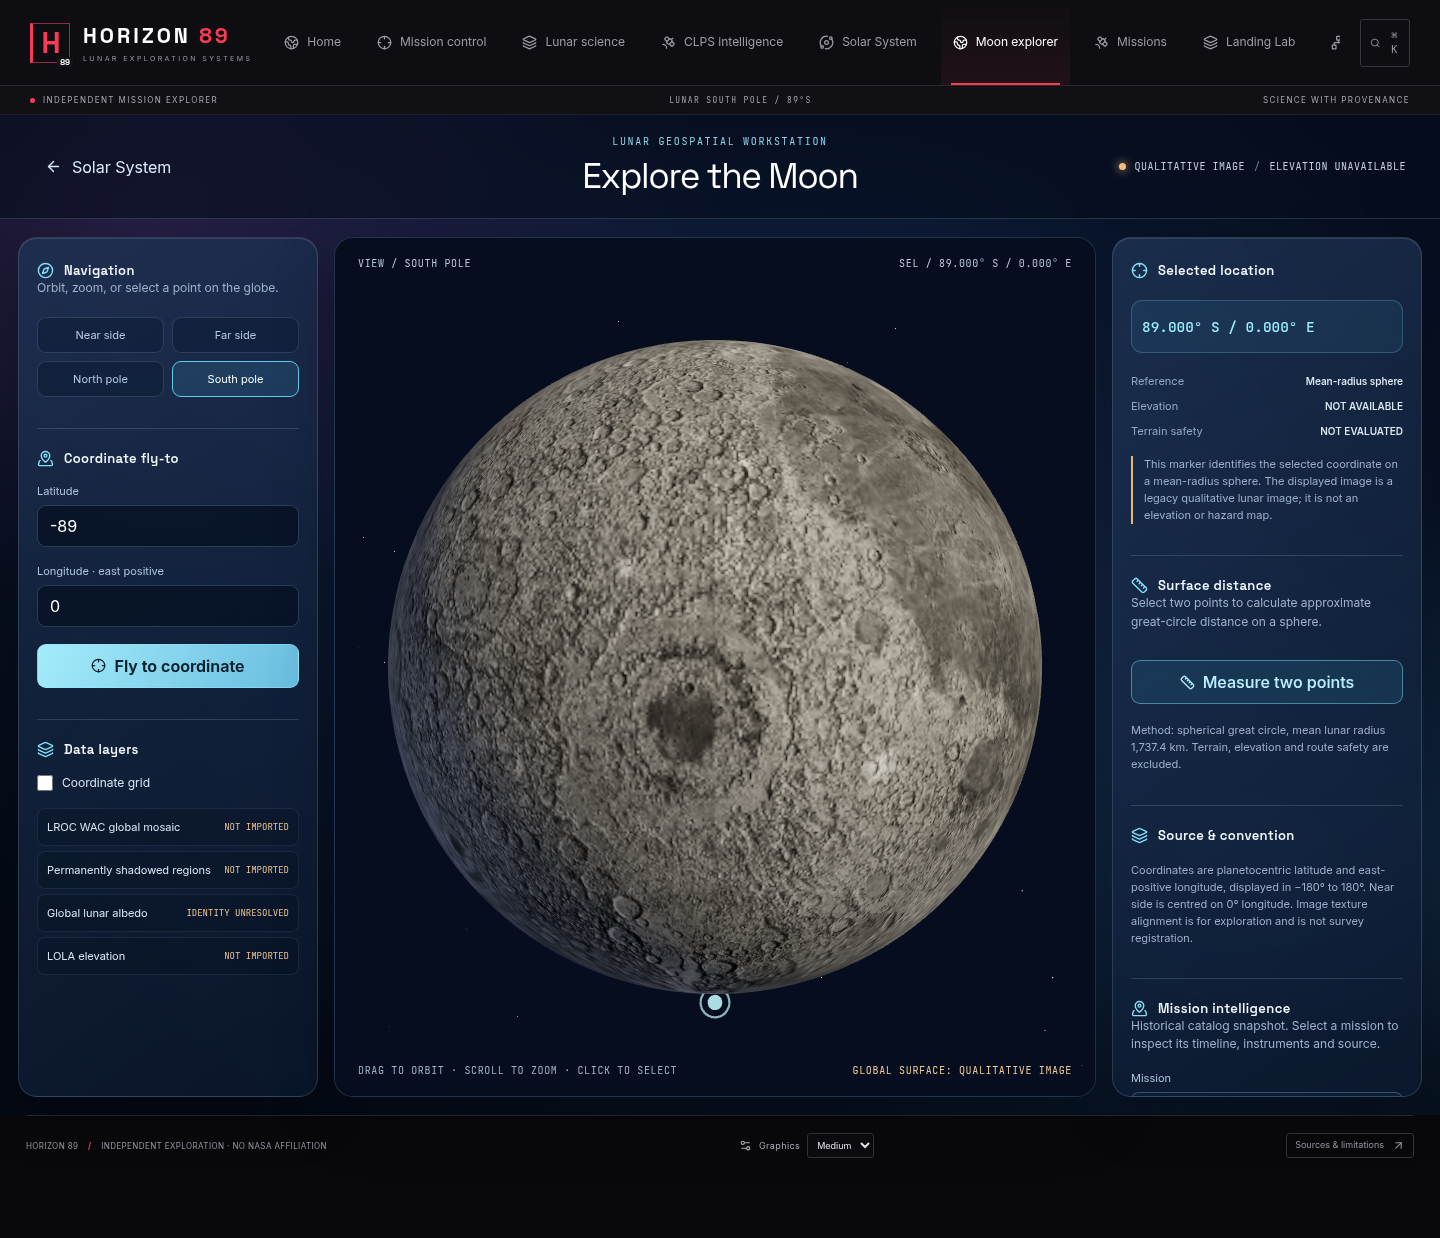 H
89
HORIZON 89
LUNAR EXPLORATION SYSTEMS
Home
Mission control
Lunar science
CLPS intelligence
Solar System
Moon explorer
Missions
Landing Lab
⌘
K
INDEPENDENT MISSION EXPLORER
LUNAR SOUTH POLE / 89°S
SCIENCE WITH PROVENANCE
← Solar System
LUNAR GEOSPATIAL WORKSTATION
Explore the Moon
QUALITATIVE IMAGE / ELEVATION UNAVAILABLE
Navigation
Orbit, zoom, or select a point on the globe.
Near side
Far side
North pole
South pole
Coordinate fly-to
Latitude
-89
Longitude · east positive
0
Fly to coordinate
Data layers
Coordinate grid
LROC WAC global mosaic NOT IMPORTED
Permanently shadowed regions NOT IMPORTED
Global lunar albedo IDENTITY UNRESOLVED
LOLA elevation NOT IMPORTED
VIEW / SOUTH POLE
SEL / 89.000° S / 0.000° E
DRAG TO ORBIT · SCROLL TO ZOOM · CLICK TO SELECT
GLOBAL SURFACE: QUALITATIVE IMAGE
Selected location
89.000° S / 0.000° E
Reference Mean-radius sphere
Elevation NOT AVAILABLE
Terrain safety NOT EVALUATED
This marker identifies the selected coordinate on
a mean-radius sphere. The displayed image is a
legacy qualitative lunar image; it is not an
elevation or hazard map.
Surface distance
Select two points to calculate approximate
great-circle distance on a sphere.
Measure two points
Method: spherical great circle, mean lunar radius
1,737.4 km. Terrain, elevation and route safety are
excluded.
Source & convention
Coordinates are planetocentric latitude and east-
positive longitude, displayed in −180° to 180°. Near
side is centred on 0° longitude. Image texture
alignment is for exploration and is not survey
registration.
Mission intelligence
Historical catalog snapshot. Select a mission to
inspect its timeline, instruments and source.
Mission
HORIZON 89 / INDEPENDENT EXPLORATION · NO NASA AFFILIATION
Graphics Medium
Sources & limitations